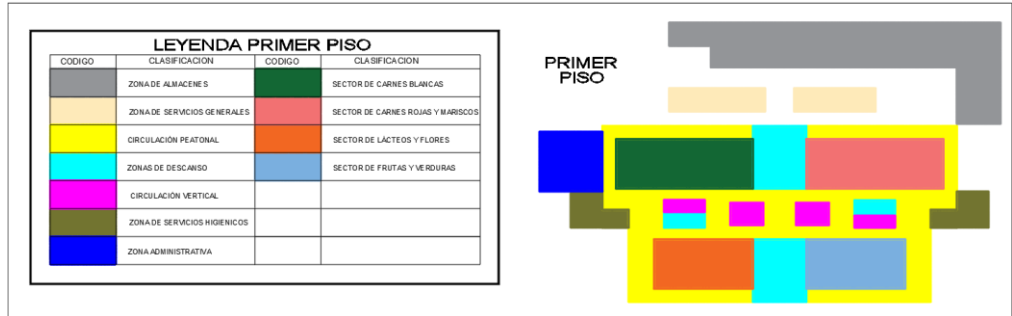 LEYENDA PRIMER PISO
CODIGO CLASIFICACION CODIGO CLASIFICACION
ZONA DE ALMACENES SECTOR DE CARNES BLANCAS
ZONA DE SERVICIOS GENERALES SECTOR DE CARNES ROJAS Y MARISCOS
CIRCULACIÓN PEATONAL SECTOR DE LÁCTEOS Y FLORES
ZONAS DE DESCANSO SECTOR DE FRUTAS Y VERDURAS
CIRCULACIÓN VERTICAL
ZONA DE SERVICIOS HIGIENICOS
ZONA ADMINISTRATIVA
PRIMER
PISO